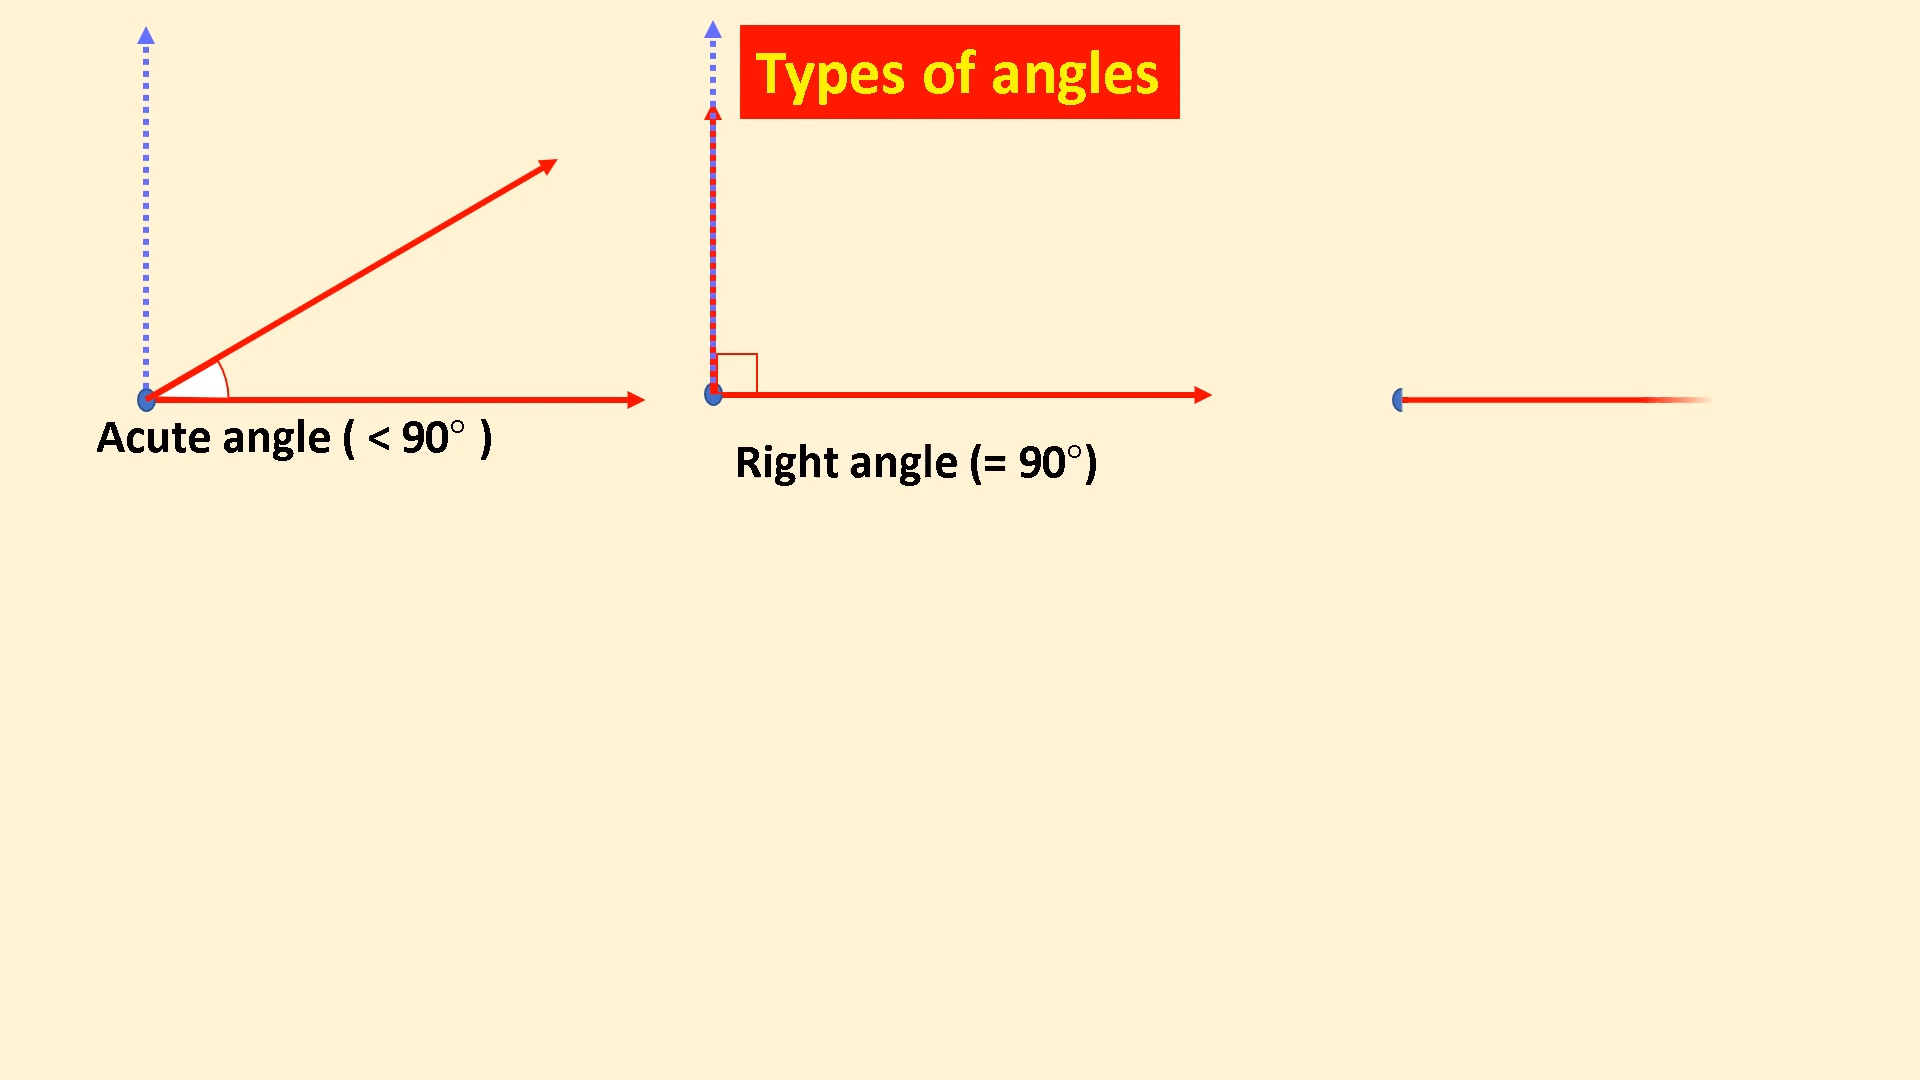 Types of angles
Acute angle ( < 90° )
Right angle (= 90°)